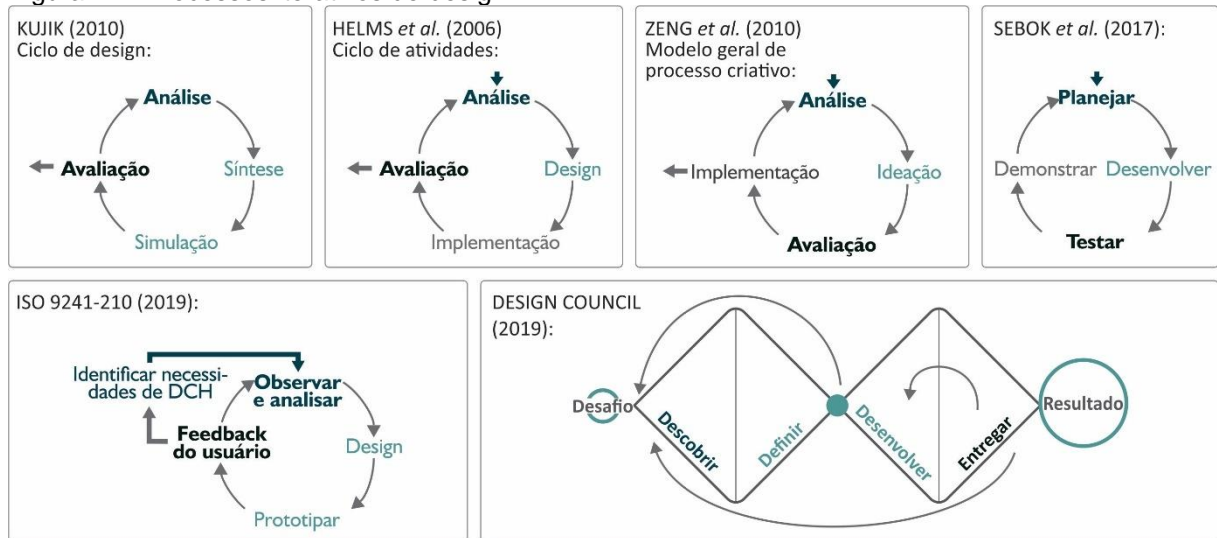 KUJIK (2010)
Ciclo de design:
Análise
Avaliação
Síntese
Simulação
HELMS et al. (2006)
Ciclo de atividades:
Análise
Avaliação
Design
Implementação
ZENG et al. (2010)
Modelo geral de
processo criativo:
Análise
Implementação
Ideação
Avaliação
SEBOK et al. (2017):
Planejar
Demonstrar
Desenvolver
Testar
ISO 9241-210 (2019):
Identificar necessi-
dades de DCH
Observar
e analisar
Feedback
do usuário
Design
Prototipar
DESIGN COUNCIL
(2019):
Desafio
Descobrir
Definir
Desenvolver
Entregar
Resultado